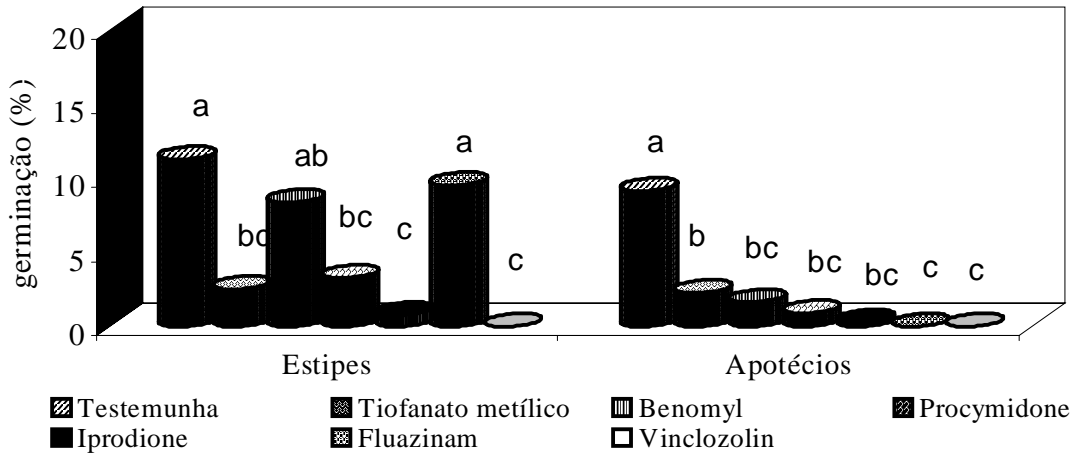 20
15
10
5
0
germinação (%)
a bc ab bc c a c
a b bc bc bc c c
Estipes Apotécios
Testemunha Tiofanato metílico Benomyl Procymidone
Iprodione Fluazinam Vinclozolin